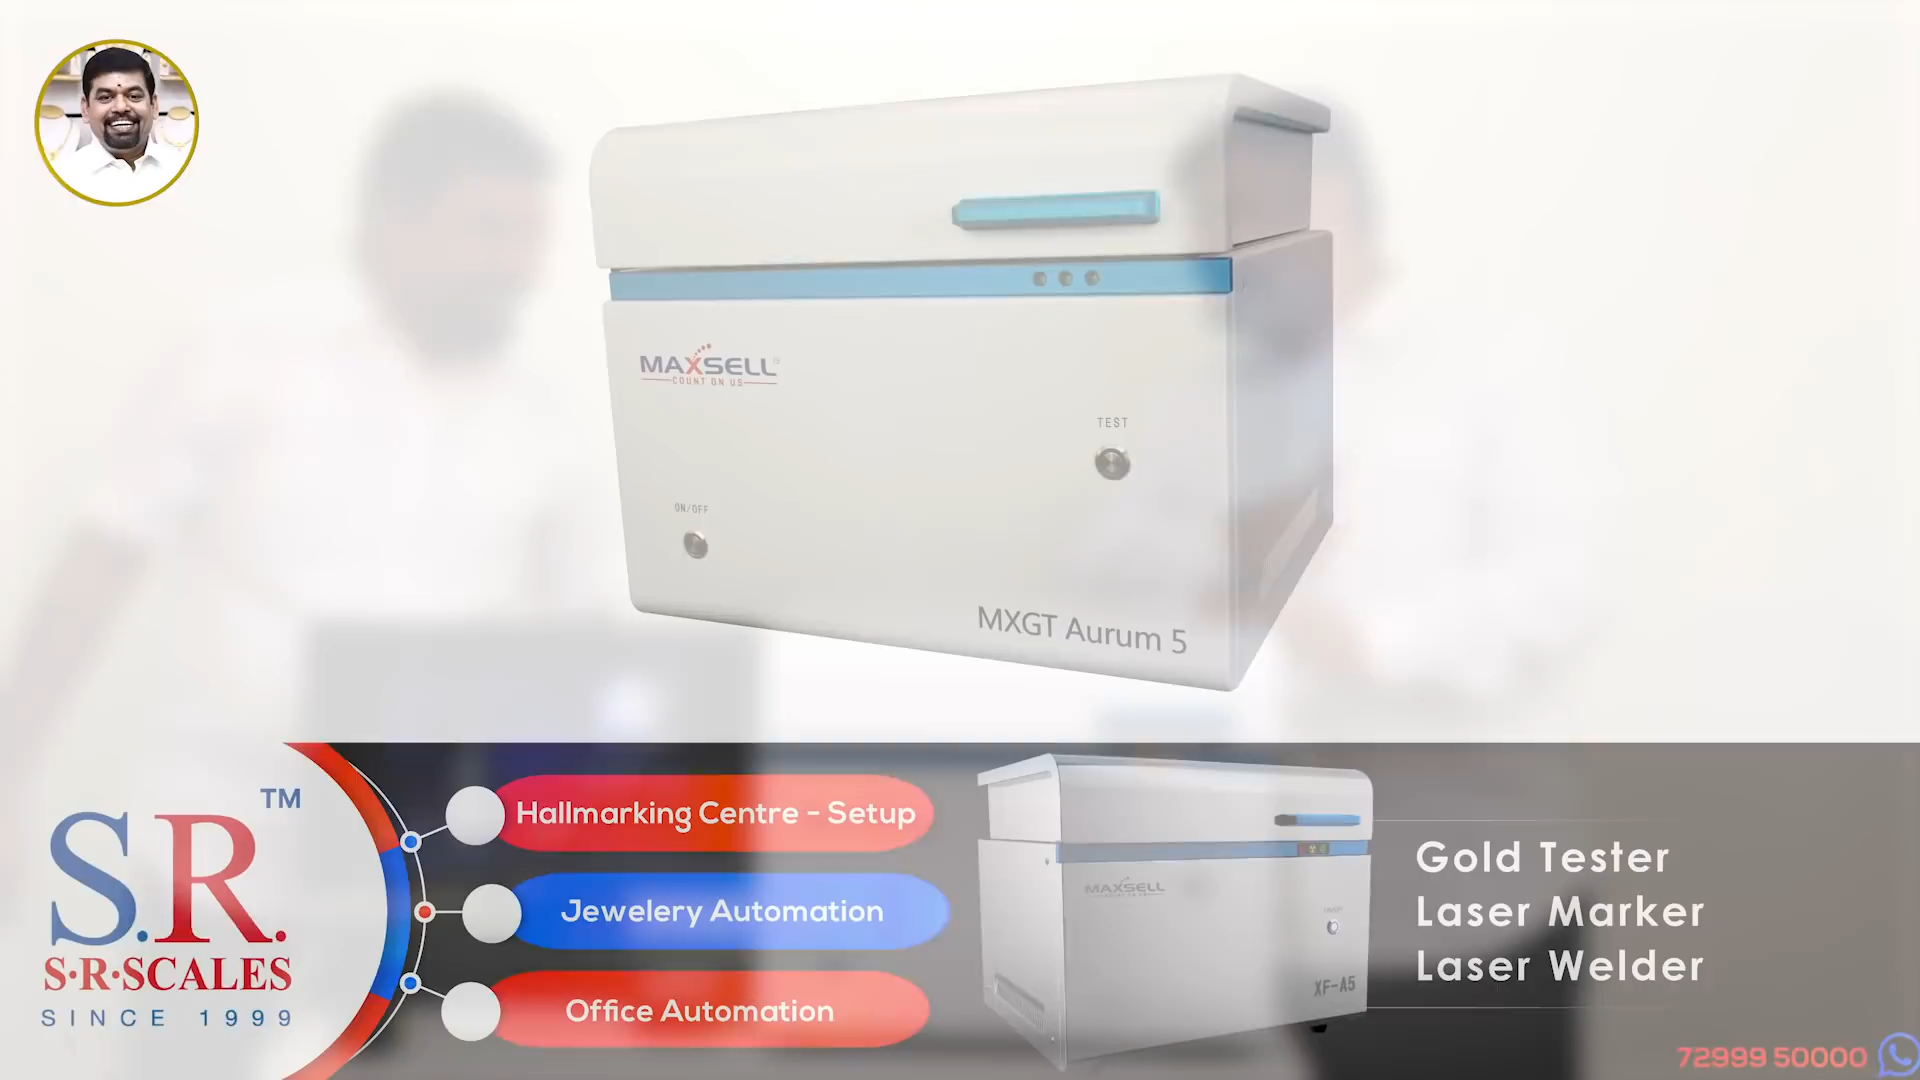 MAXSELL
COUNT ON US
TEST
ON/OFF
MXGT Aurum 5
TM
S.R.
S·R·SCALES
SINCE 1999
Hallmarking Centre - Setup
Jewelery Automation
Office Automation
MAXSELL
XF-A5
Gold Tester
Laser Marker
Laser Welder
72999 50000